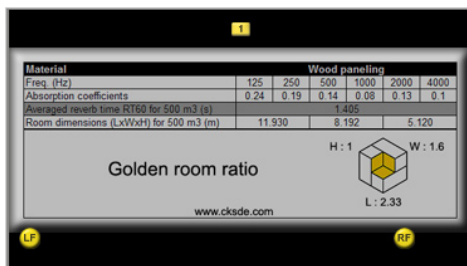 1
Material Wood paneling
Freq. (Hz) 125 250 500 1000 2000 4000
Absorption coefficients 0.24 0.19 0.14 0.08 0.13 0.1
Averaged reverb time RT60 for 500 m3 (s) 1.405
Room dimensions (LxWxH) for 500 m3 (m) 11.930 8.192 5.120
H : 1 W : 1.6
Golden room ratio
L : 2.33
www.cksde.com
LF RF